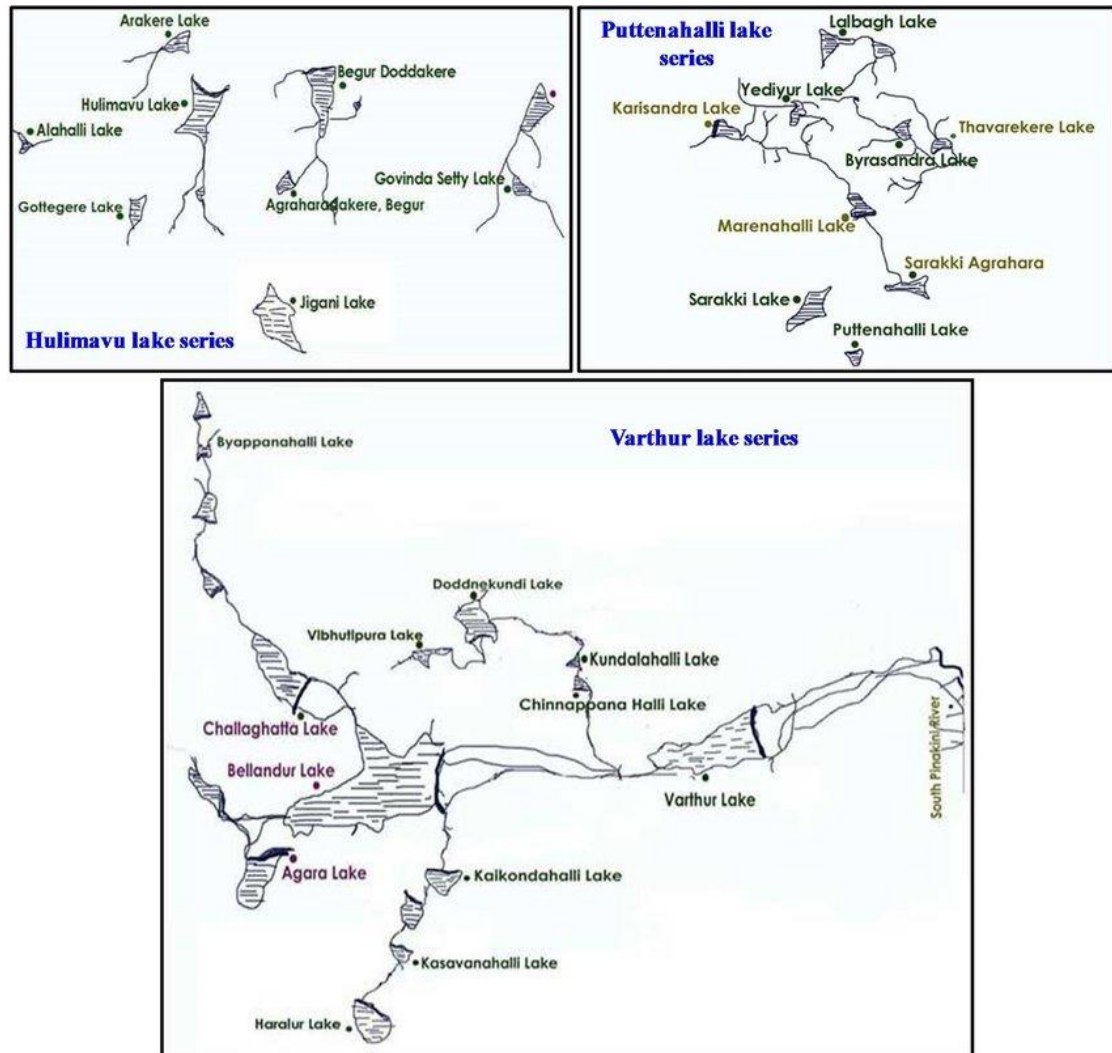 Arakere Lake
Begur Doddakere
Hulimavu Lake
Alahalli Lake
Govinda Setty Lake
Gottegere Lake
Agraharadakere, Begur
Jigani Lake
Hulimavu lake series
Puttenahalli lake
series
Lalbagh Lake
Yediyur Lake
Karisandra Lake
Thavarekere Lake
Byrasandra Lake
Marenahalli Lake
Sarakki Agrahara
Sarakki Lake
Puttenahalli Lake
Varthur lake series
Byappanahalli Lake
Doddnekundi Lake
Vibhutipura Lake
Kundalahalli Lake
Chinnappana Halli Lake
Challaghatta Lake
Bellandur Lake
Varthur Lake
South Pinakini/River
Agara Lake
Kaikondahalli Lake
Kasavanahalli Lake
Haralur Lake